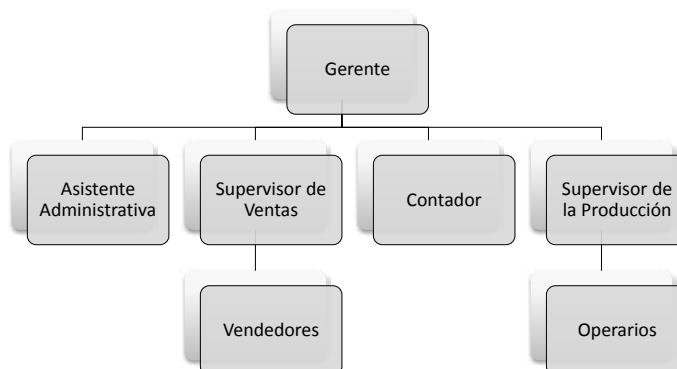 Gerente
Asistente
Administrativa
Supervisor de
Ventas
Contador
Supervisor de
la Producción
Vendedores
Operarios